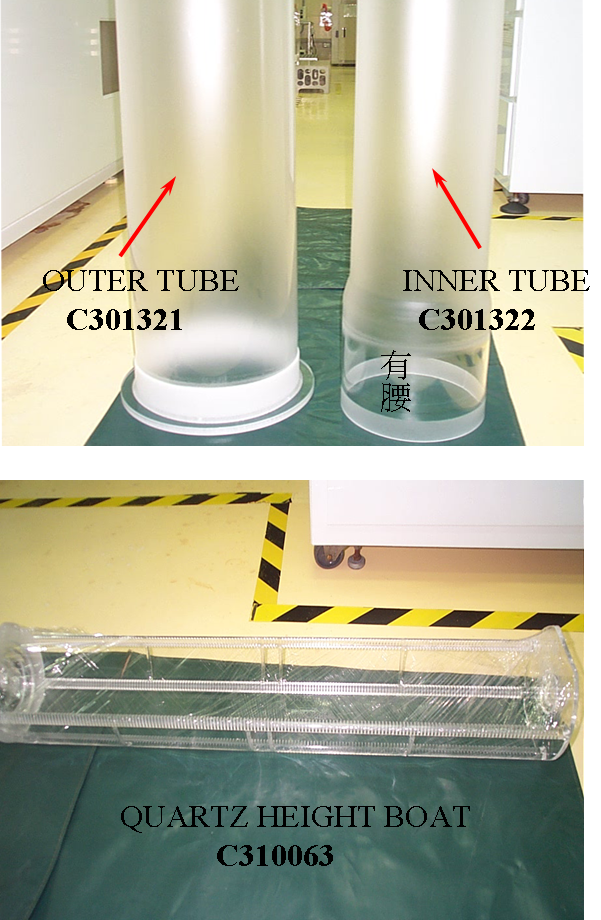 OUTER TUBE
C301321
INNER TUBE
C301322
有
腰
QUARTZ HEIGHT BOAT
C310063